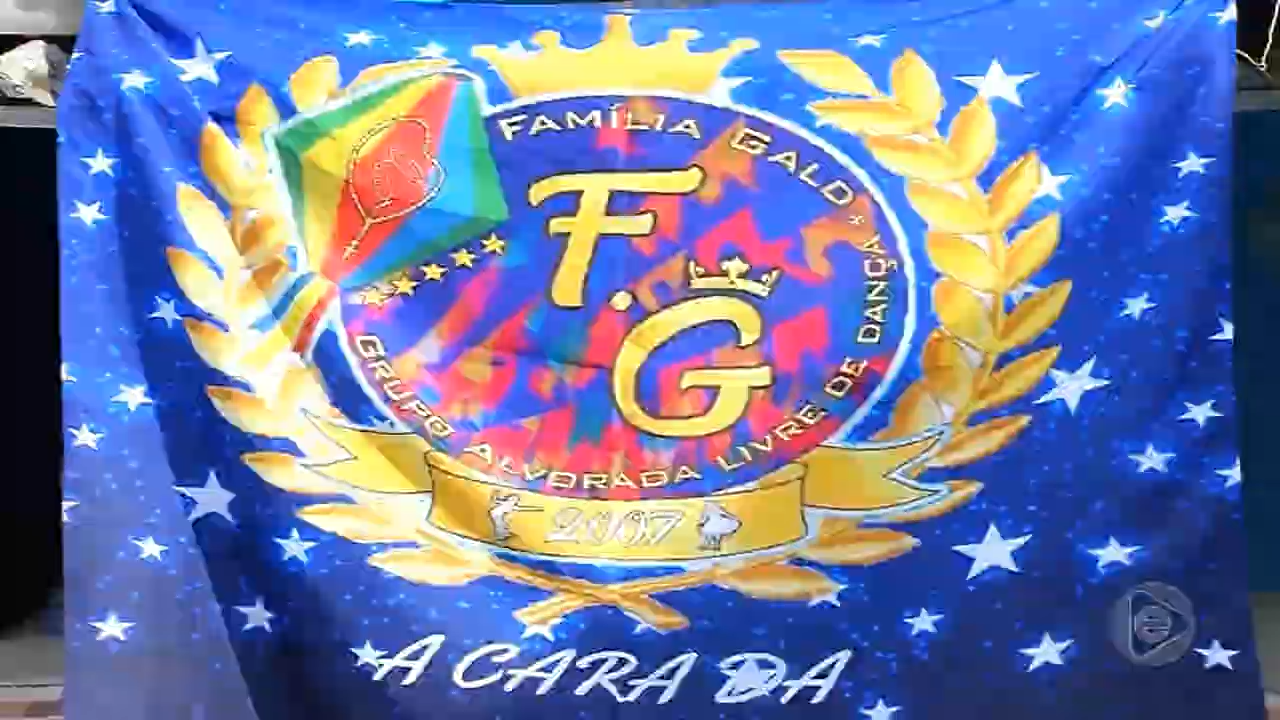 FAMÍLIA GALO
F.G
GRUPO ALVORADA LIVRE DE DANÇA
2007
A CARA DA